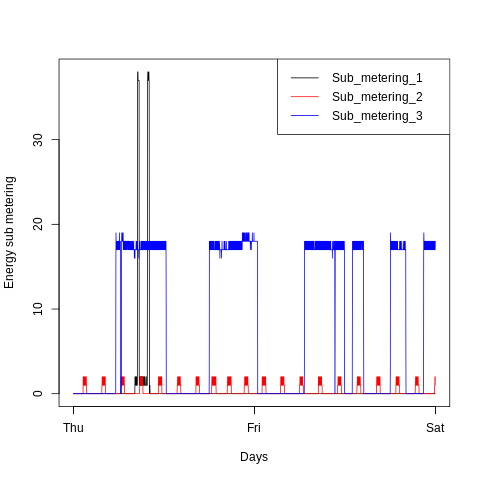 Sub_metering_1
Sub_metering_2
Sub_metering_3
Energy sub metering
30
20
10
0
Thu
Fri
Sat
Days